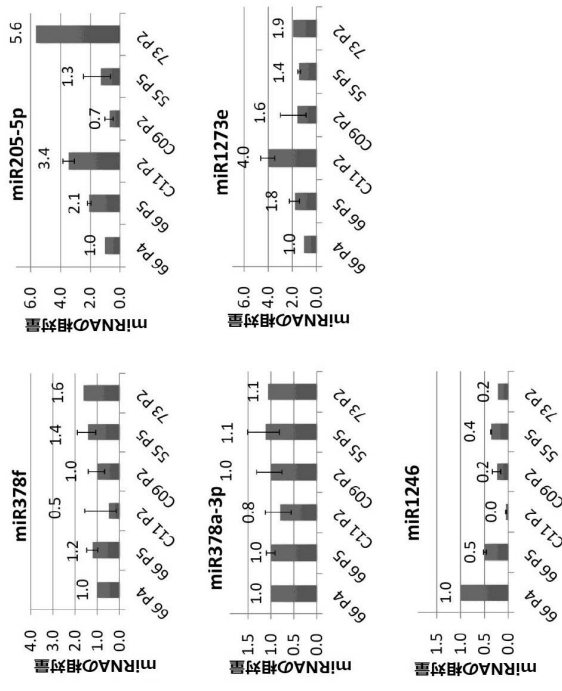 miR378f
miRNAの相対量
4.0
3.0
2.0
1.0
0.0
1.0
1.2
0.5
1.0
1.4
1.6
66 P4
66 P5
C11 P2
C09 P2
55 P5
73 P2
miR205-5p
miRNAの相対量
6.0
4.0
2.0
0.0
1.0
2.1
3.4
0.7
1.3
5.6
66 P4
66 P5
C11 P2
C09 P2
55 P5
73 P2
miR378a-3p
miRNAの相対量
1.5
1.0
0.5
0.0
1.0
1.0
0.8
1.0
1.1
1.1
66 P4
66 P5
C11 P2
C09 P2
55 P5
73 P2
miR1273e
miRNAの相対量
6.0
4.0
2.0
0.0
1.0
1.8
4.0
1.6
1.4
1.9
66 P4
66 P5
C11 P2
C09 P2
55 P5
73 P2
miR1246
miRNAの相対量
1.5
1.0
0.5
0.0
1.0
0.5
0.0
0.2
0.4
0.2
66 P4
66 P5
C11 P2
C09 P2
55 P5
73 P2